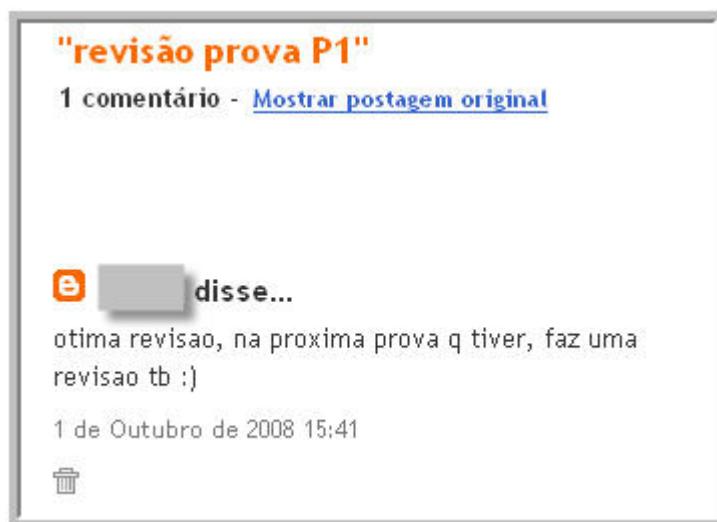 "revisão prova P1"
1 comentário - Mostrar postagem original
disse...
otima revisao, na proxima prova q tiver, faz uma
revisao tb :)
1 de Outubro de 2008 15:41